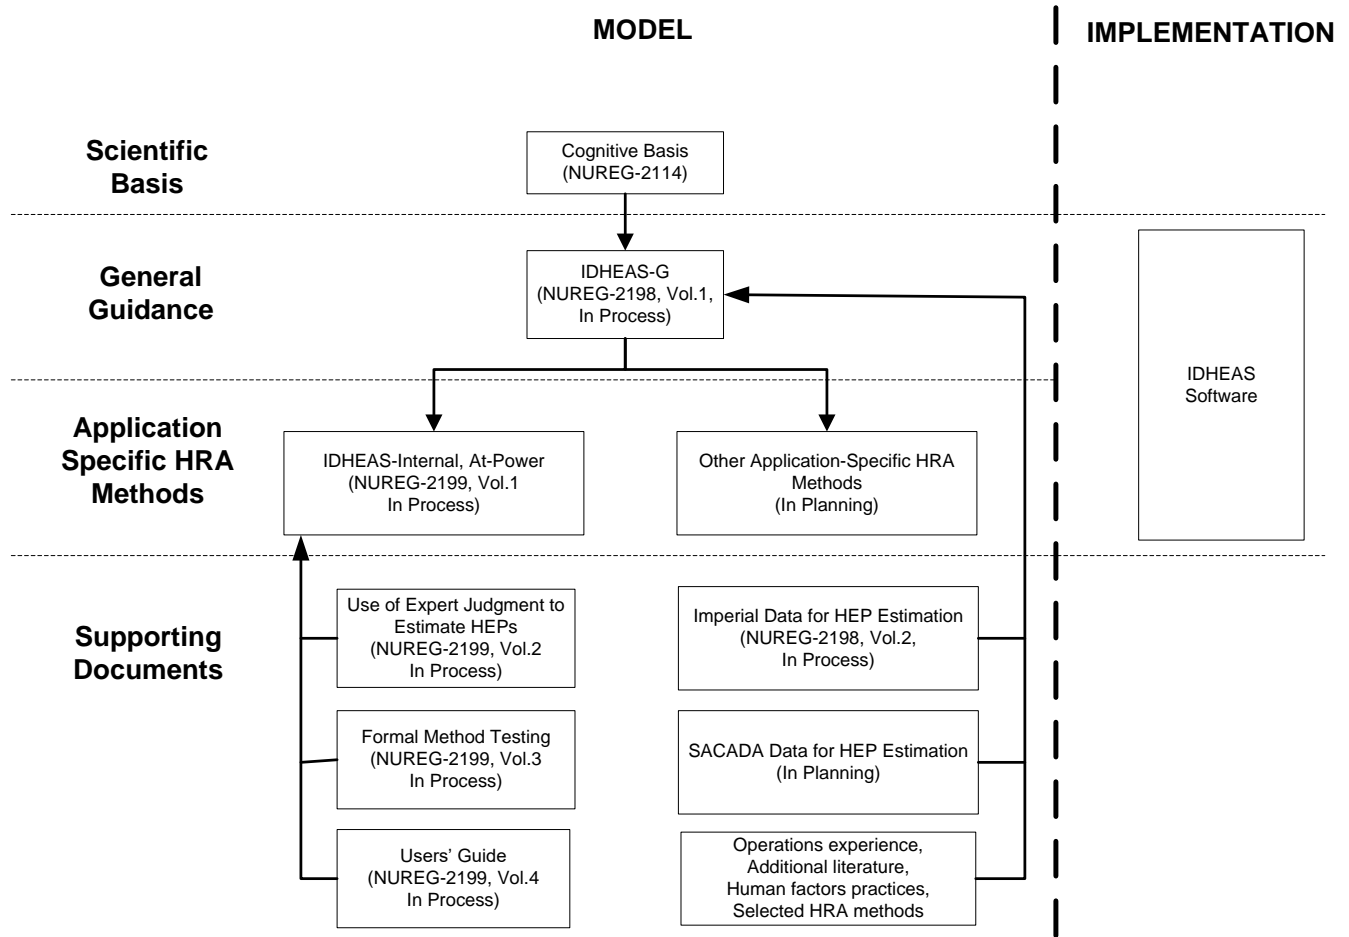 MODEL
IMPLEMENTATION
Scientific
Basis
Cognitive Basis
(NUREG-2114)
General
Guidance
IDHEAS-G
(NUREG-2198, Vol.1,
In Process)
IDHEAS
Software
Application
Specific HRA
Methods
IDHEAS-Internal, At-Power
(NUREG-2199, Vol.1
In Process)
Other Application-Specific HRA
Methods
(In Planning)
Supporting
Documents
Use of Expert Judgment to
Estimate HEPs
(NUREG-2199, Vol.2
In Process)
Imperial Data for HEP Estimation
(NUREG-2198, Vol.2,
In Process)
Formal Method Testing
(NUREG-2199, Vol.3
In Process)
SACADA Data for HEP Estimation
(In Planning)
Users’ Guide
(NUREG-2199, Vol.4
In Process)
Operations experience,
Additional literature,
Human factors practices,
Selected HRA methods